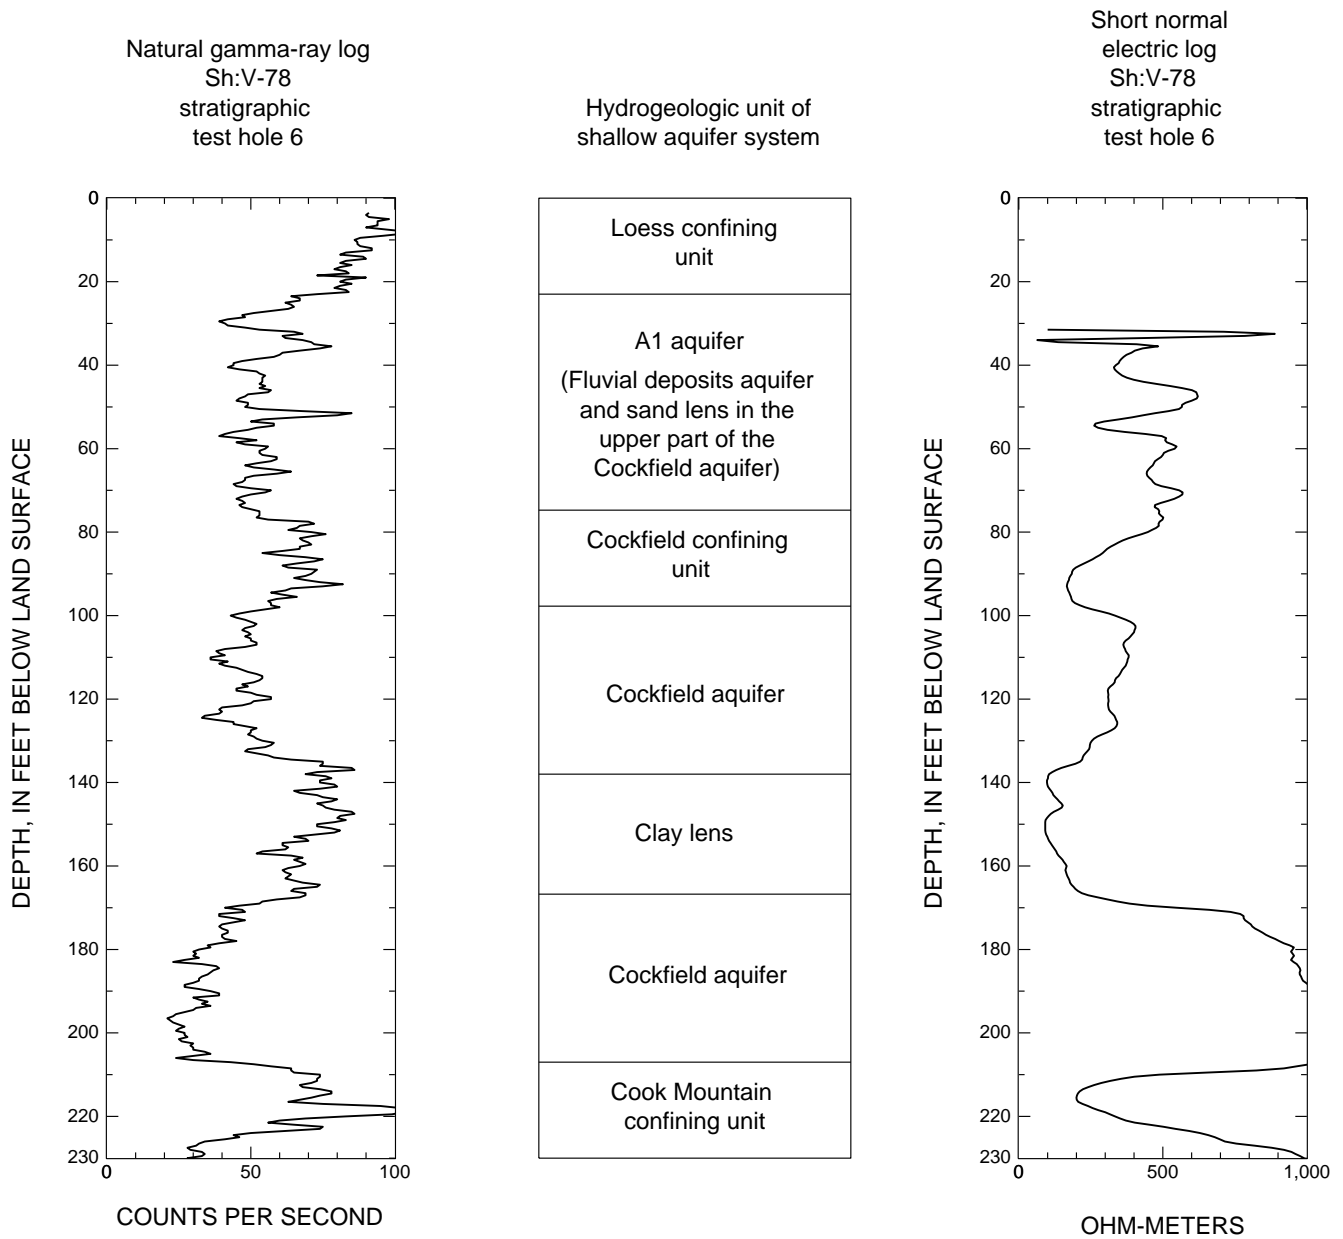 Natural gamma-ray log
Sh:V-78
stratigraphic
test hole 6
Hydrogeologic unit of
shallow aquifer system
Short normal
electric log
Sh:V-78
stratigraphic
test hole 6
DEPTH, IN FEET BELOW LAND SURFACE
0
20
40
60
80
100
120
140
160
180
200
220
230
0
50
100
COUNTS PER SECOND
Loess confining
unit
A1 aquifer
(Fluvial deposits aquifer
and sand lens in the
upper part of the
Cockfield aquifer)
Cockfield confining
unit
Cockfield aquifer
Clay lens
Cockfield aquifer
Cook Mountain
confining unit
DEPTH, IN FEET BELOW LAND SURFACE
0
20
40
60
80
100
120
140
160
180
200
220
230
0
500
1,000
OHM-METERS